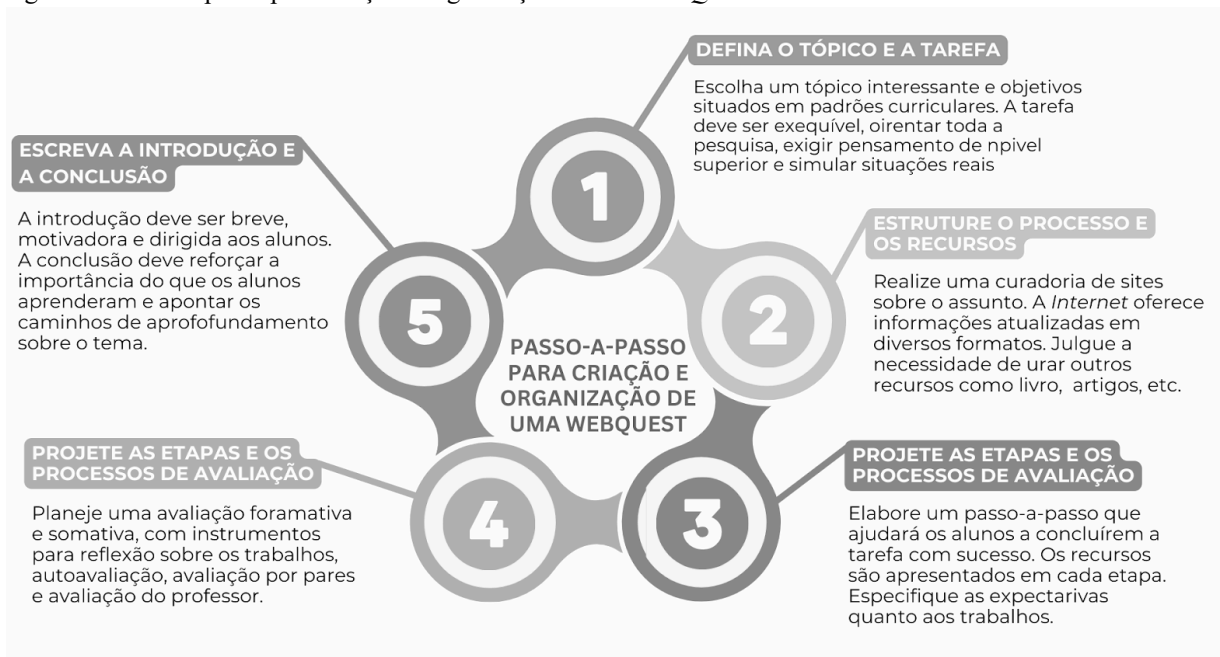 DEFINA O TÓPICO E A TAREFA
Escolha um tópico interessante e objetivos
situados em padrões curriculares. A tarefa
deve ser exequível, oirentar toda a
pesquisa, exigir pensamento de npivel
superior e simular situações reais
1
ESTRUTURE O PROCESSO E
OS RECURSOS
Realize uma curadoria de sites
sobre o assunto. A Internet oferece
informações atualizadas em
diversos formatos. Julgue a
necessidade de urar outros
recursos como livro, artigos, etc.
2
PROJETE AS ETAPAS E OS
PROCESSOS DE AVALIAÇÃO
Elabore um passo-a-passo que
ajudará os alunos a concluírem a
tarefa com sucesso. Os recursos
são apresentados em cada etapa.
Especifique as expectarivas
quanto aos trabalhos.
3
PROJETE AS ETAPAS E OS
PROCESSOS DE AVALIAÇÃO
Planeje uma avaliação foramativa
e somativa, com instrumentos
para reflexão sobre os trabalhos,
autoavaliação, avaliação por pares
e avaliação do professor.
4
ESCREVA A INTRODUÇÃO E
A CONCLUSÃO
A introdução deve ser breve,
motivadora e dirigida aos alunos.
A conclusão deve reforçar a
importância do que os alunos
aprenderam e apontar os
caminhos de aprofofundamento
sobre o tema.
5
PASSO-A-PASSO
PARA CRIAÇÃO E
ORGANIZAÇÃO DE
UMA WEBQUEST